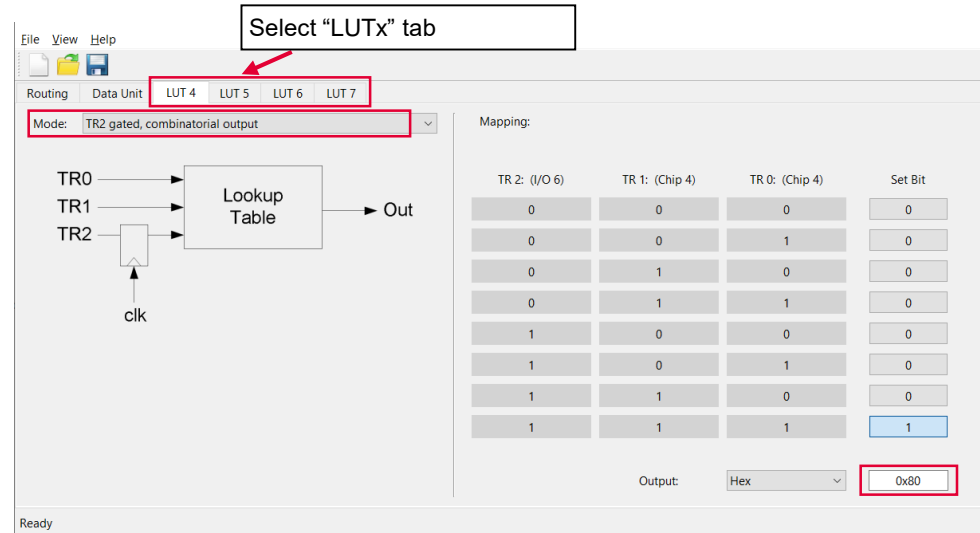 Select “LUTx” tab
File View Help
Routing Data Unit LUT 4 LUT 5 LUT 6 LUT 7
Mode: TR2 gated, combinatorial output
Mapping:
TR0
TR1
TR2
Lookup
Table
Out
clk
TR 2: (I/O 6) TR 1: (Chip 4) TR 0: (Chip 4) Set Bit
0 0 0 0
0 0 1 0
0 1 0 0
0 1 1 0
1 0 0 0
1 0 1 0
1 1 0 0
1 1 1 1
Output: Hex 0x80
Ready